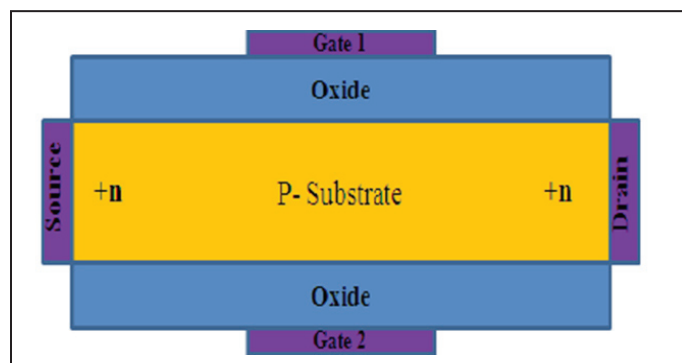 Gate 1
Oxide
Source
+n
P- Substrate
+n
Drain
Oxide
Gate 2